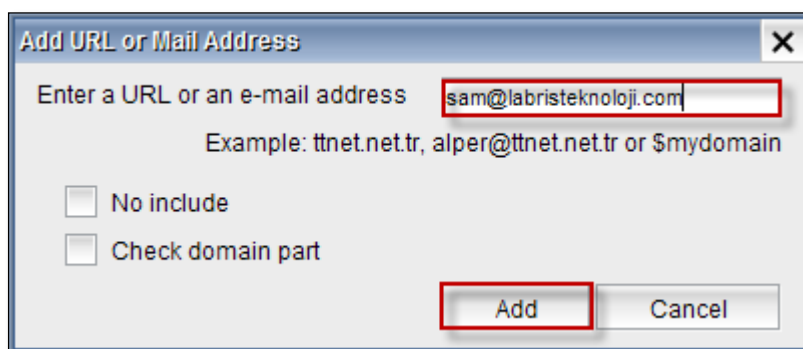 Add URL or Mail Address
Enter a URL or an e-mail address sam@labristeknoloji.com
Example: ttnet.net.tr, alper@ttnet.net.tr or $mydomain
No include
Check domain part
Add Cancel